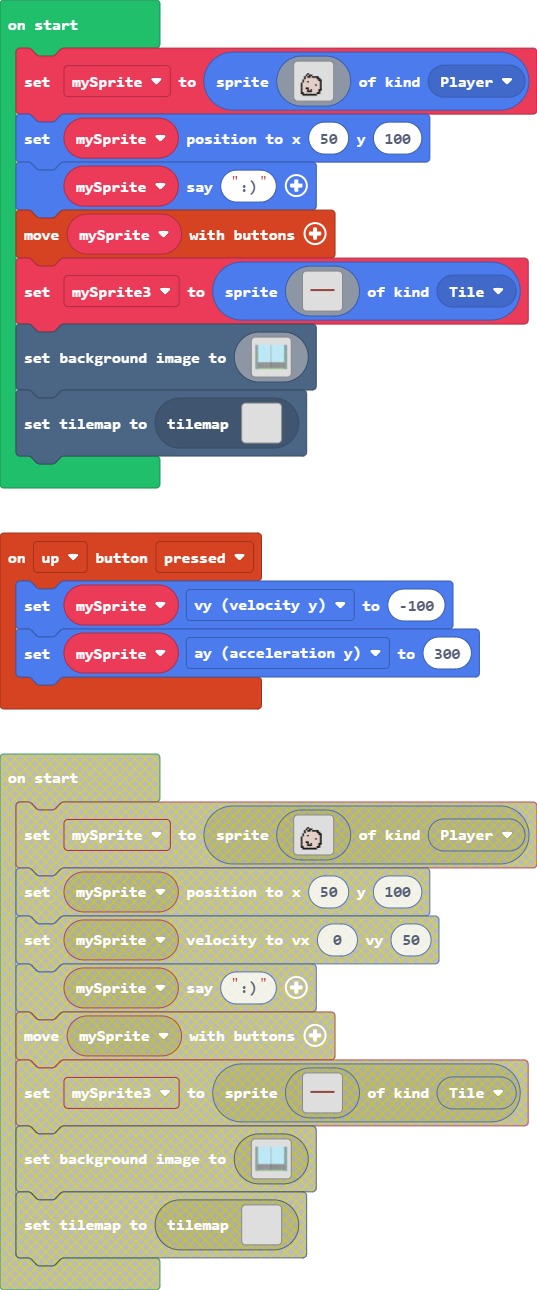 on start
set mySprite to sprite of kind Player
set mySprite position to x 50 y 100
mySprite say ":)"
move mySprite with buttons
set mySprite3 to sprite of kind Tile
set background image to
set tilemap to tilemap
on up button pressed
set mySprite vy (velocity y) to -100
set mySprite ay (acceleration y) to 300
on start
set mySprite to sprite of kind Player
set mySprite position to x 50 y 100
set mySprite velocity to vx 0 vy 50
mySprite say ":)"
move mySprite with buttons
set mySprite3 to sprite of kind Tile
set background image to
set tilemap to tilemap